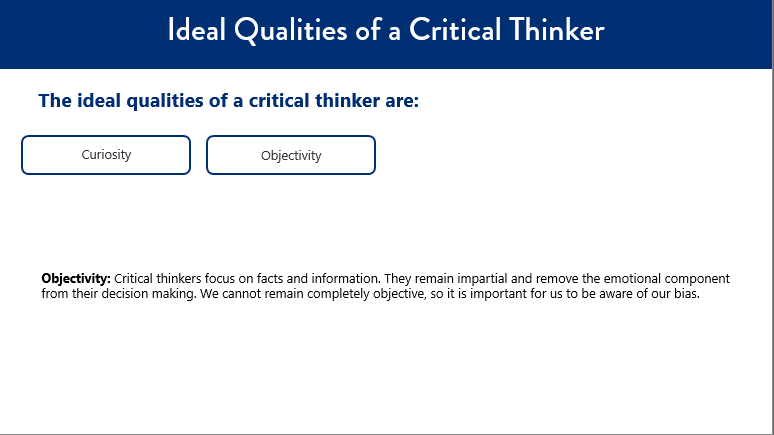 Ideal Qualities of a Critical Thinker
The ideal qualities of a critical thinker are:
Curiosity
Objectivity
Objectivity: Critical thinkers focus on facts and information. They remain impartial and remove the emotional component
from their decision making. We cannot remain completely objective, so it is important for us to be aware of our bias.